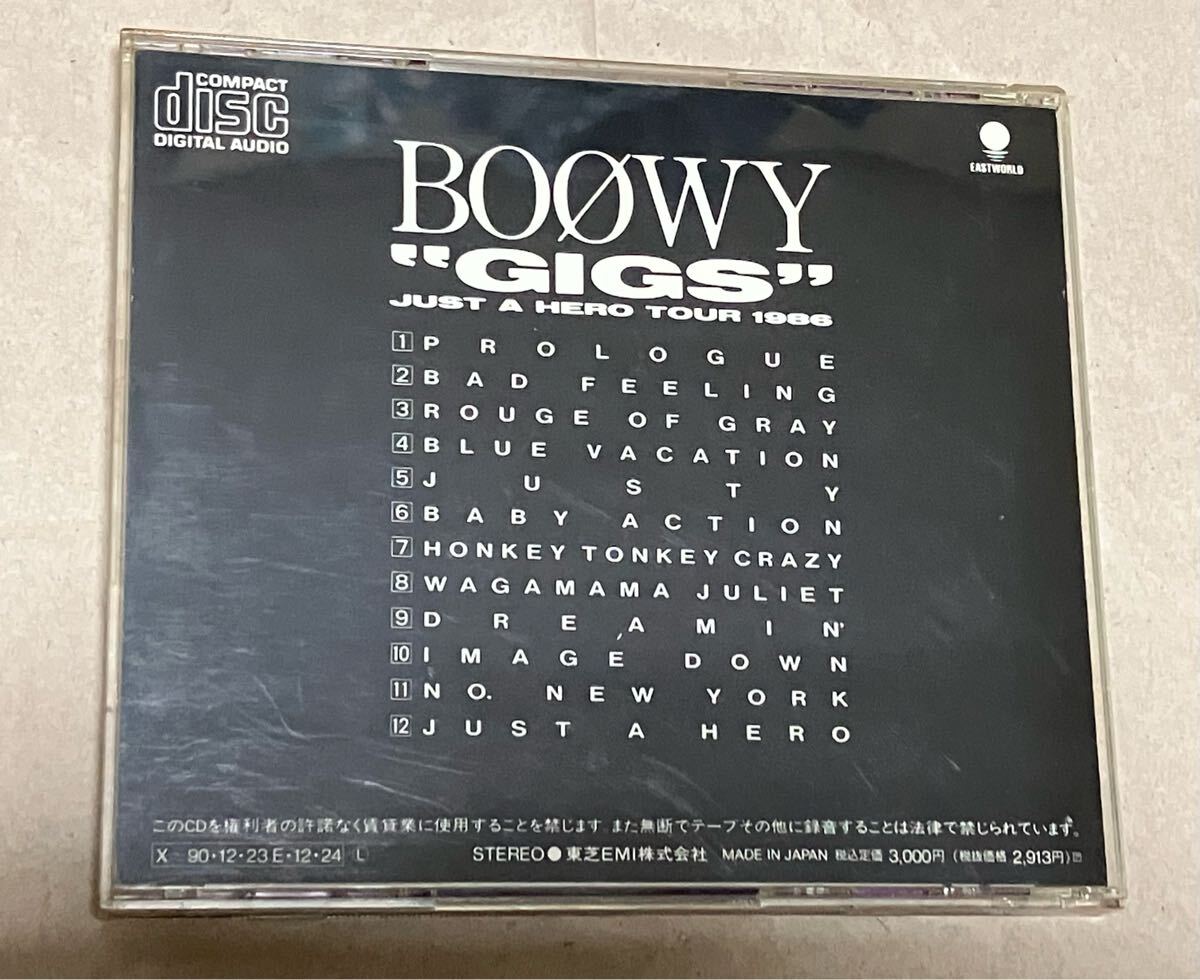 COMPACT
disc
DIGITAL AUDIO
EASTWORLD
BOØWY
"GIGS"
JUST A HERO TOUR 1986
1 PROLOGUE
2 BAD FEELING
3 ROUGE OF GRAY
4 BLUE VACATION
5 JUSTY
6 BABY ACTION
7 HONKEY TONKEY CRAZY
8 WAGAMAMA JULIET
9 DREAMIN'
10 IMAGE DOWN
11 NO. NEW YORK
12 JUST A HERO
このCDを権利者の許諾なく賃貸業に使用することを禁じます。また無断でテープその他に録音することは法律で禁じられています。
X 90・12・23 E・12・24 L STEREO● 東芝EMI株式会社 MADE IN JAPAN 税込定価 3,000円 (税抜価格 2,913円)